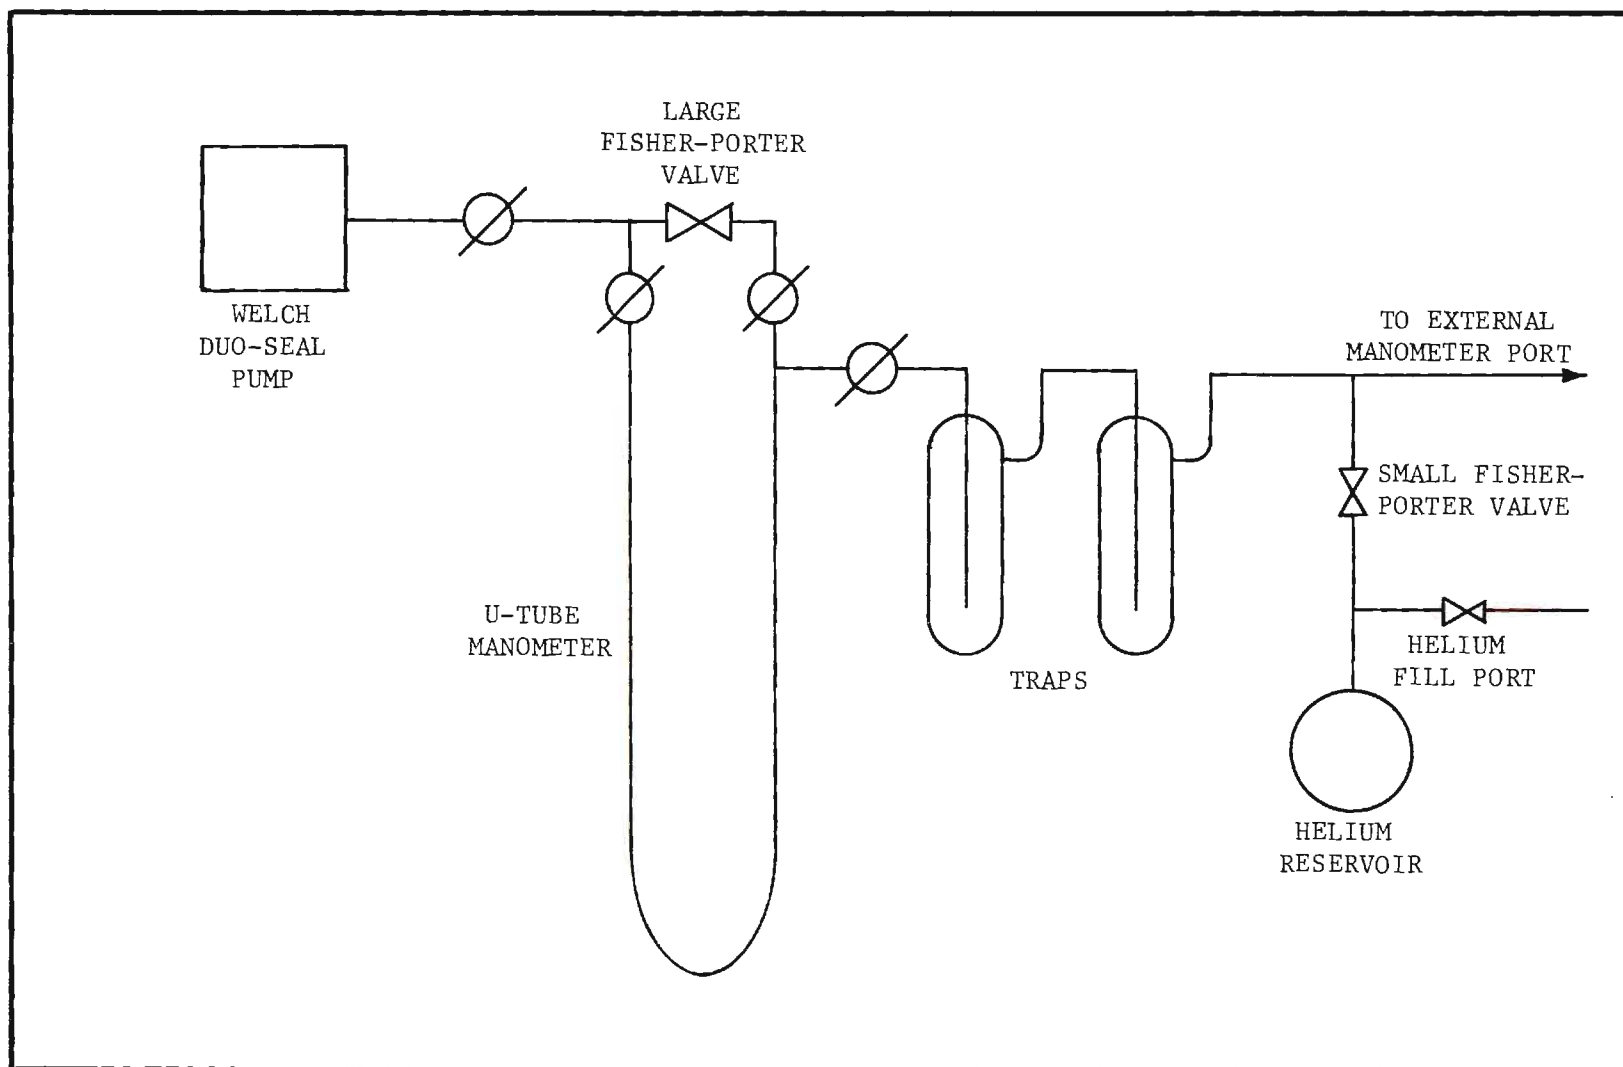 LARGE
FISHER-PORTER
VALVE
WELCH
DUO-SEAL
PUMP
TO EXTERNAL
MANOMETER PORT
SMALL FISHER-
PORTER VALVE
U-TUBE
MANOMETER
HELIUM
FILL PORT
TRAPS
HELIUM
RESERVOIR